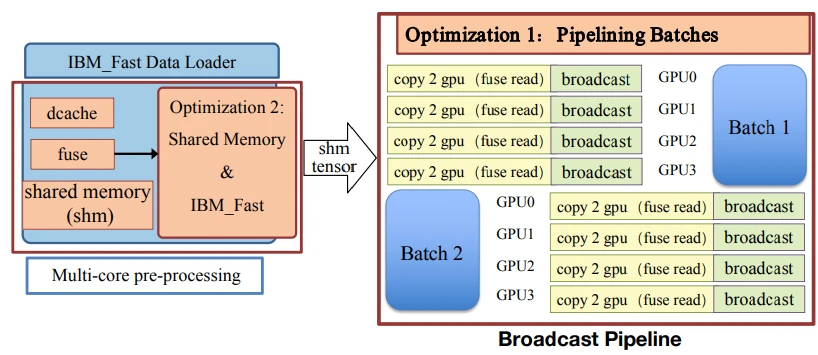 IBM_Fast Data Loader
dcache
fuse
shared memory
(shm)
Optimization 2:
Shared Memory
&
IBM_Fast
Multi-core pre-processing
shm
tensor
Optimization 1: Pipelining Batches
copy 2 gpu (fuse read) broadcast GPU0
copy 2 gpu (fuse read) broadcast GPU1
copy 2 gpu (fuse read) broadcast GPU2
copy 2 gpu (fuse read) broadcast GPU3
Batch 1
Batch 2
GPU0 copy 2 gpu (fuse read) broadcast
GPU1 copy 2 gpu (fuse read) broadcast
GPU2 copy 2 gpu (fuse read) broadcast
GPU3 copy 2 gpu (fuse read) broadcast
Broadcast Pipeline